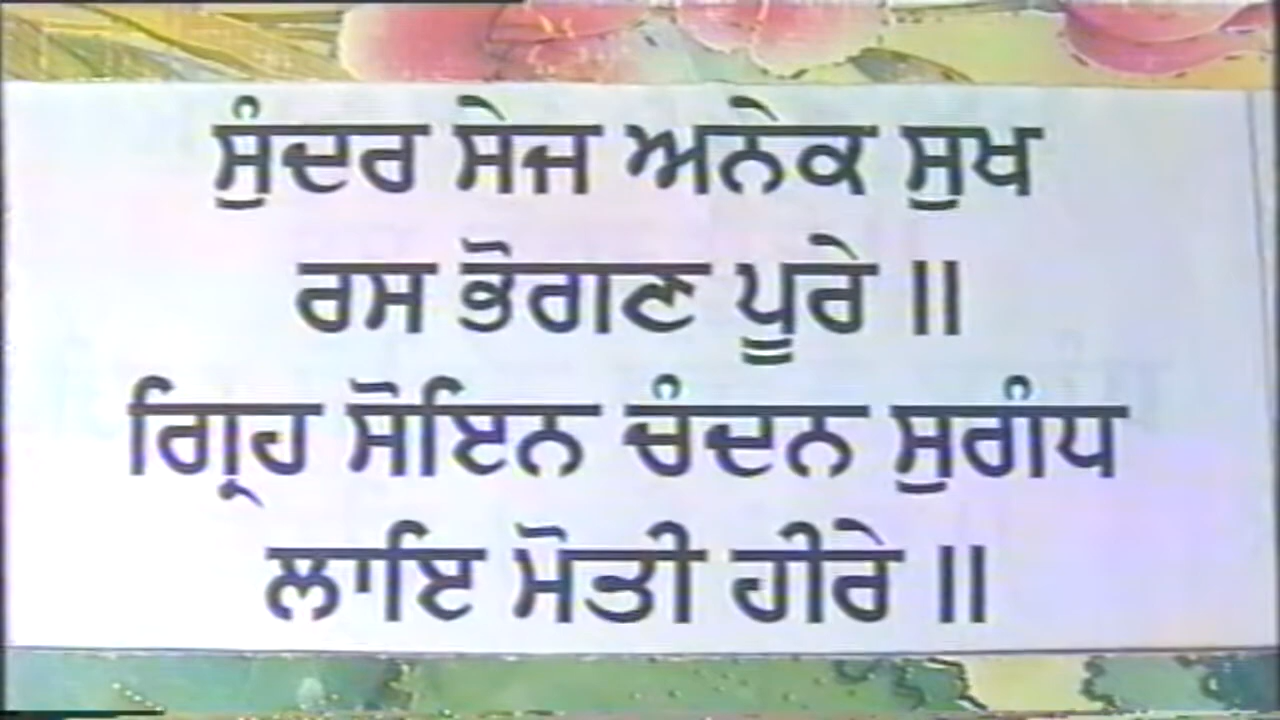 ਸੁੰਦਰ ਸੇਜ ਅਨੇਕ ਸੁਖ
ਰਸ ਭੋਗਣ ਪੂਰੇ ॥
ਗ੍ਰਿਹ ਸੋਇਨ ਚੰਦਨ ਸੁਗੰਧ
ਲਾਇ ਮੋਤੀ ਹੀਰੇ ॥